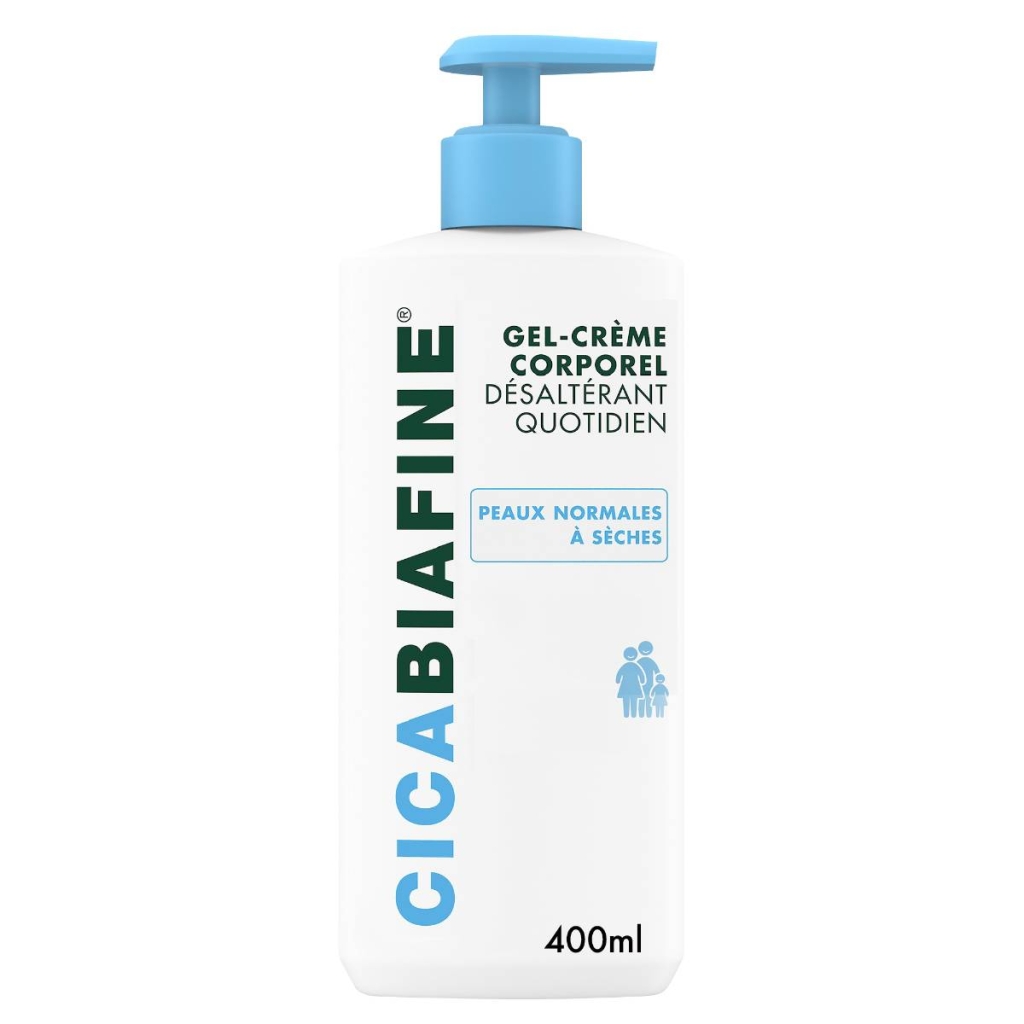 CICABIAFINE®
GEL-CRÈME
CORPOREL
DÉSALTÉRANT
QUOTIDIEN
PEAUX NORMALES
À SÈCHES
400ml